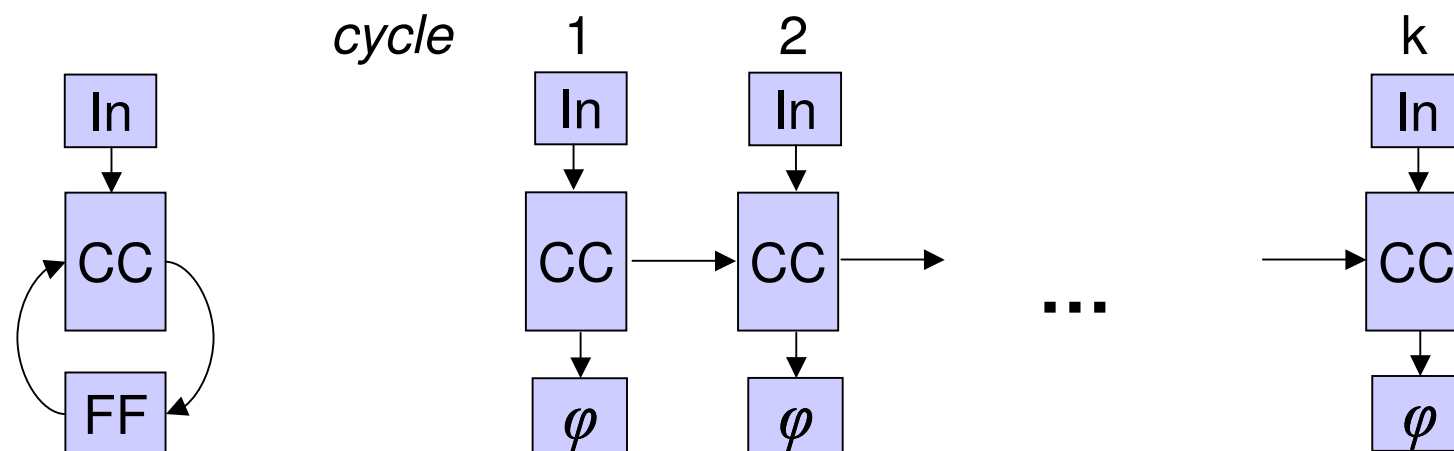 cycle 1 2 k
In In In In
CC CC CC ... CC
FF φ φ φ